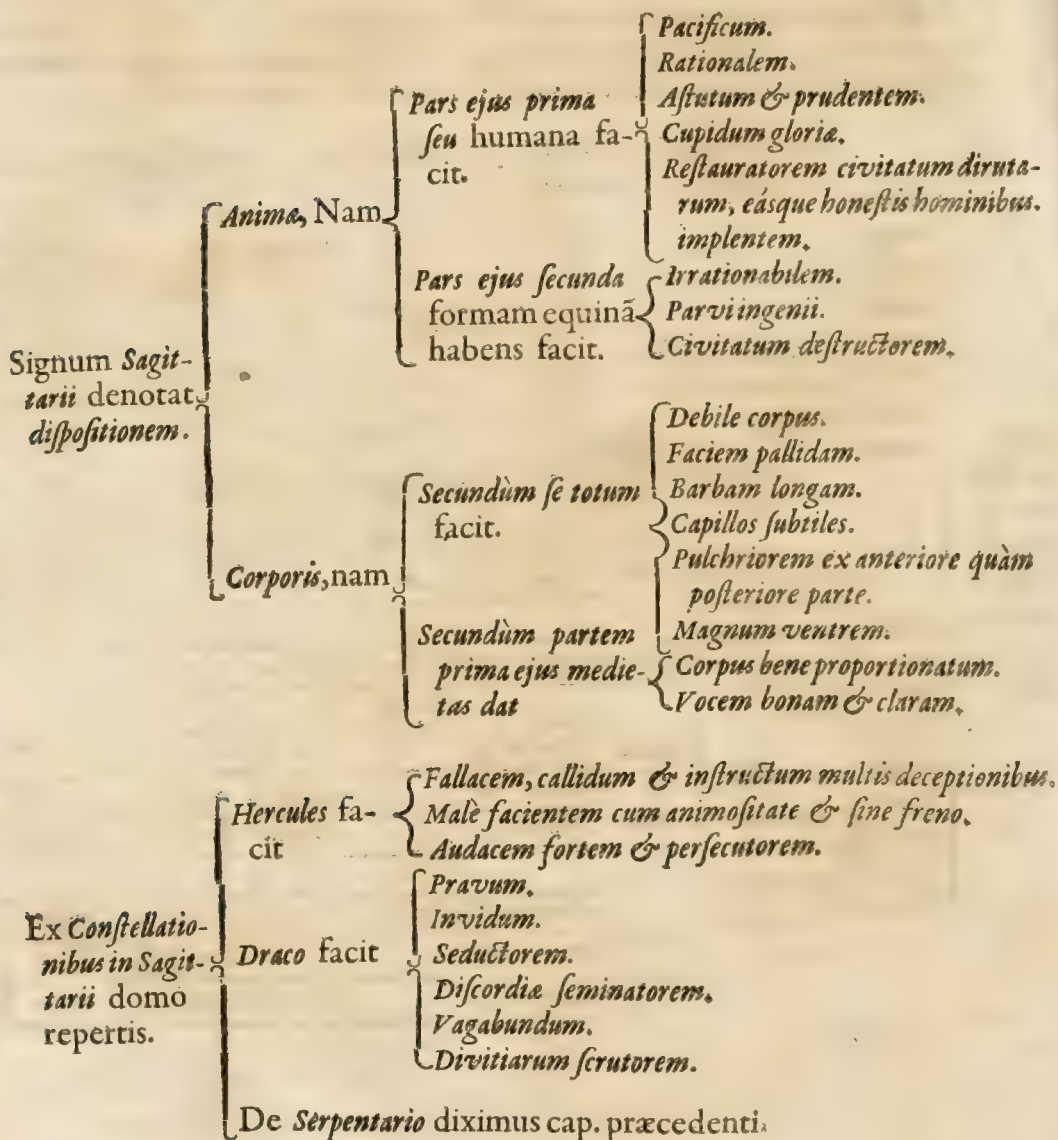 Signum Sagit-
tarii denotat
dispositionem.
Animæ, Nam
Pars ejus prima
seu humana fa-
cit.
Pacificum.
Rationalem.
Astutum & prudentem.
Cupidum gloriæ.
Restauratorem civitatum diruta-
rum, eásque honestis hominibus.
implentem.
Pars ejus secunda
formam equinã
habens facit.
Irrationabilem.
Parvi ingenii.
Civitatum destructorem.
Corporis, nam
Secundùm se totum
facit.
Debile corpus.
Faciem pallidam.
Barbam longam.
Capillos subtiles.
Pulchriorem ex anteriore quàm
posteriore parte.
Magnum ventrem.
Secundùm partem
prima ejus medie-
tas dat
Corpus bene proportionatum.
Vocem bonam & claram.
Ex Constellatio-
nibus in Sagit-
tarii domo
repertis.
Hercules fa-
cit
Fallacem, callidum & instructum multis deceptionibus.
Malè facientem cum animositate & sine freno.
Audacem fortem & persecutorem.
Draco facit
Pravum.
Invidum.
Seductorem.
Discordiæ seminatorem.
Vagabundum.
Divitiarum scrutorem.
De Serpentario diximus cap. præcedenti.